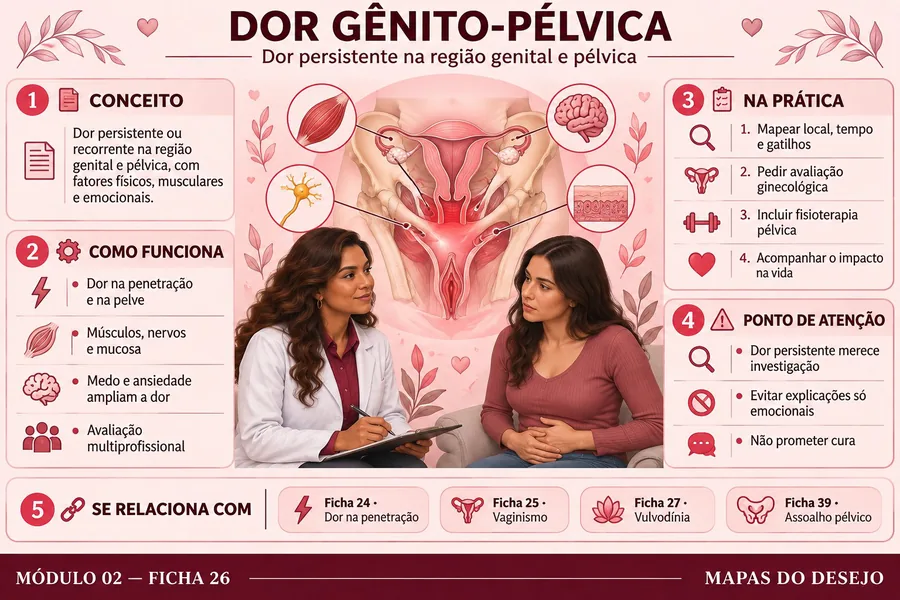 DOR GÊNITO-PÉLVICA
Dor persistente na região genital e pélvica
1 CONCEITO
Dor persistente ou
recorrente na região
genital e pélvica, com
fatores físicos, musculares
e emocionais.
2 COMO FUNCIONA
• Dor na penetração
e na pelve
• Músculos, nervos
e mucosa
• Medo e ansiedade
ampliam a dor
• Avaliação
multiprofissional
3 NA PRÁTICA
1. Mapear local, tempo
e gatilhos
2. Pedir avaliação
ginecológica
3. Incluir fisioterapia
pélvica
4. Acompanhar o impacto
na vida
4 PONTO DE ATENÇÃO
• Dor persistente merece
investigação
• Evitar explicações só
emocionais
• Não prometer cura
5 SE RELACIONA COM
Ficha 24 •
Dor na penetração
Ficha 25 •
Vaginismo
Ficha 27 •
Vulvodínia
Ficha 39 •
Assoalho pélvico
MÓDULO 02 — FICHA 26
MAPAS DO DESEJO